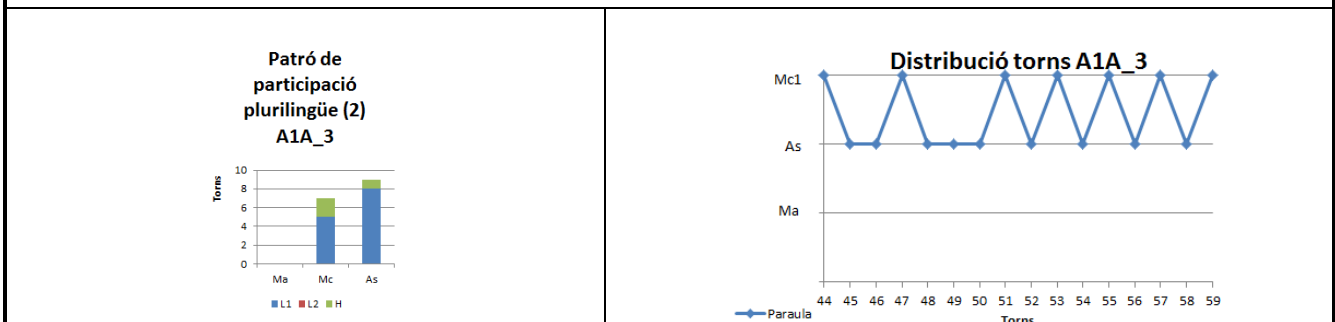 Patró de
participació
plurilingüe (2)
A1A_3
Torns
10
8
6
4
2
0
Ma Mc As
L1 L2 H
Distribució torns A1A_3
Mc1
As
Ma
44 45 46 47 48 49 50 51 52 53 54 55 56 57 58 59
Paraula
Torns